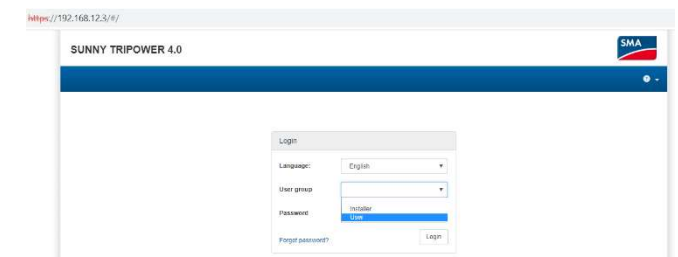 https://192.168.12.3/#/
SUNNY TRIPOWER 4.0
SMA
Login
Language: English
User group
Installer
User
Password
Forgot password? Login